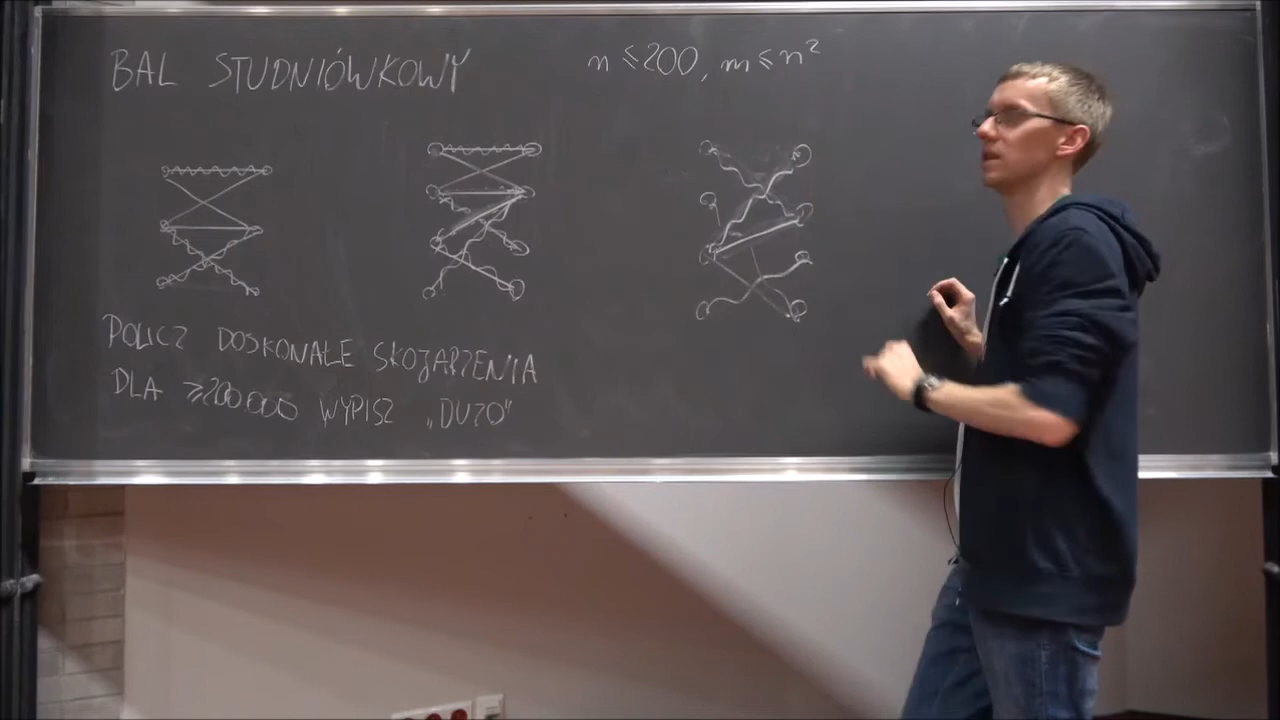 BAL STUDNIÓWKOWY
n ≤ 200, m ≤ n²
POLICZ DOSKONAŁE SKOJARZENIA
DLA ≥200.000 WYPISZ „DUŻO"